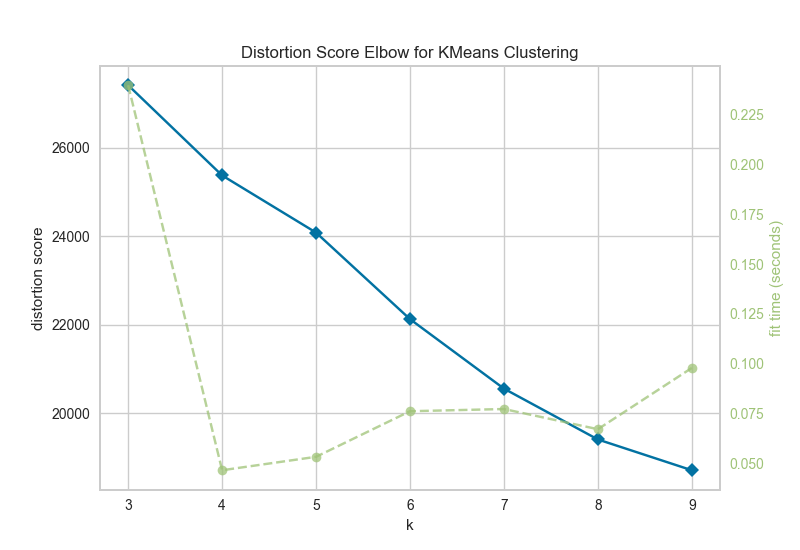 Distortion Score Elbow for KMeans Clustering
distortion score
26000
24000
22000
20000
3 4 5 6 7 8 9
k
0.225
0.200
0.175
0.150
0.125
0.100
0.075
0.050
fit time (seconds)